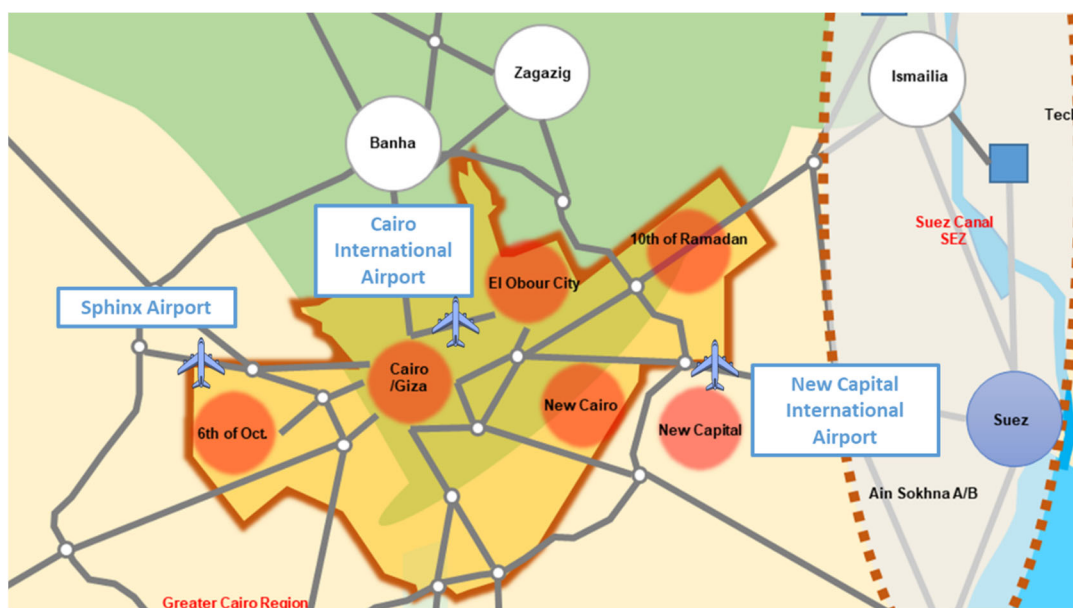 Zagazig
Ismailia
Banha
Tecl
Cairo
International
Airport
Suez Canal
SEZ
10th of Ramadan
El Obour City
Sphinx Airport
Cairo
/Giza
New Capital
International
Airport
New Cairo
6th of Oct.
New Capital
Suez
Ain Sokhna A/B
Greater Cairo Region